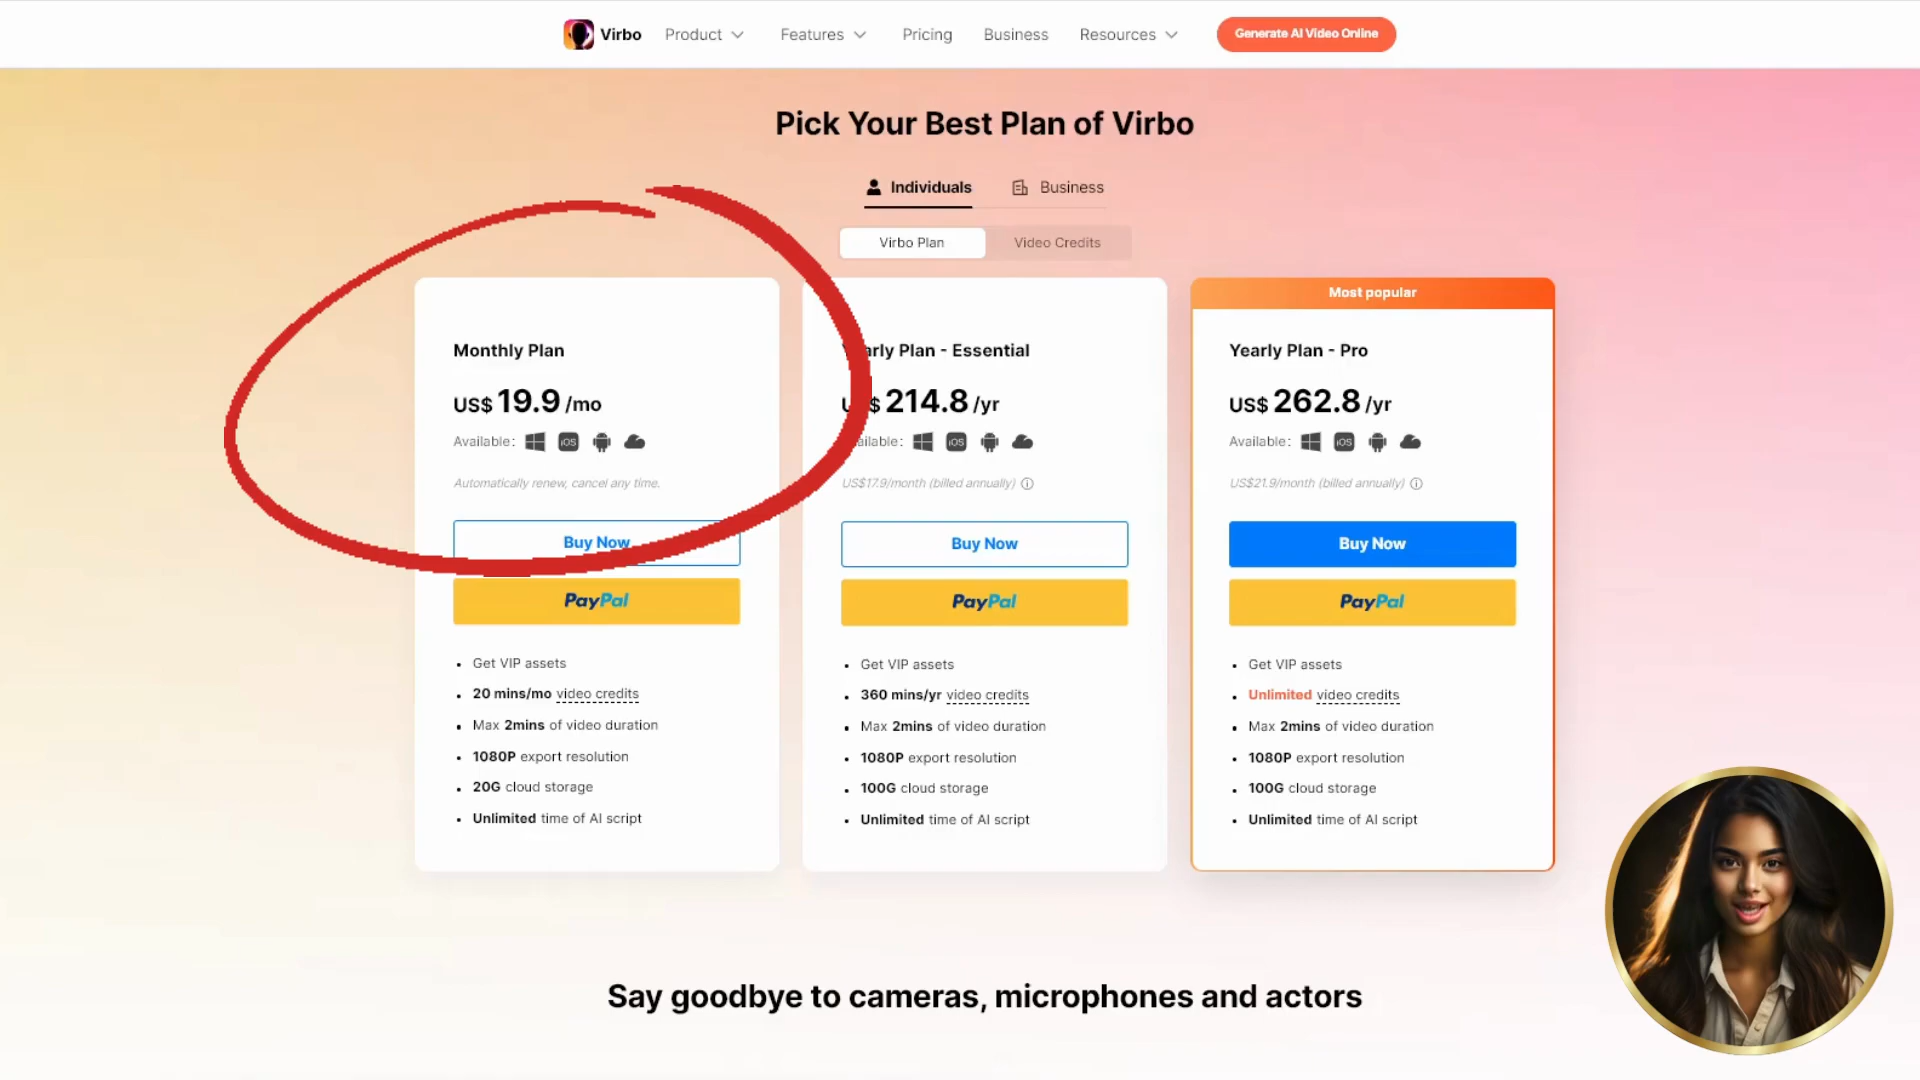 Virbo
Product
Features
Pricing
Business
Resources
Generate AI Video Online
Pick Your Best Plan of Virbo
Individuals
Business
Virbo Plan
Video Credits
Monthly Plan
US$ 19.9 /mo
Available:
iOS
Automatically renew, cancel any time.
Buy Now
PayPal
• Get VIP assets
• 20 mins/mo video credits
• Max 2mins of video duration
• 1080P export resolution
• 20G cloud storage
• Unlimited time of AI script
Plan - Essential
214.8 /yr
iOS
US$17.9/month (billed annually)
Buy Now
PayPal
• Get VIP assets
• 360 mins/yr video credits
• Max 2mins of video duration
• 1080P export resolution
• 100G cloud storage
• Unlimited time of AI script
Most popular
Yearly Plan - Pro
US$ 262.8 /yr
Available:
iOS
US$21.9/month (billed annually)
Buy Now
PayPal
• Get VIP assets
• Unlimited video credits
• Max 2mins of video duration
• 1080P export resolution
• 100G cloud storage
• Unlimited time of AI script
Say goodbye to cameras, microphones and actors